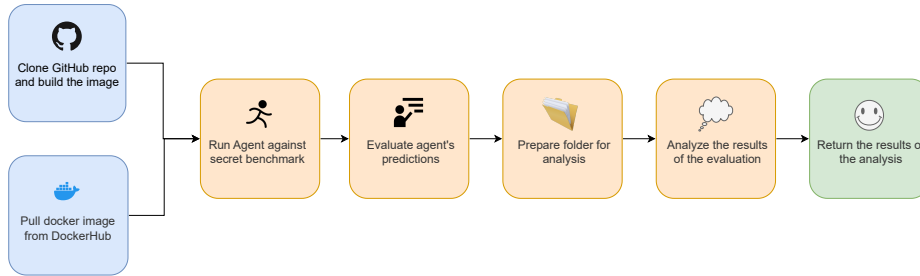 Clone GitHub repo
and build the image
Pull docker image
from DockerHub
Run Agent against
secret benchmark
Evaluate agent's
predictions
Prepare folder for
analysis
Analyze the results
of the evaluation
Return the results o
the analysis